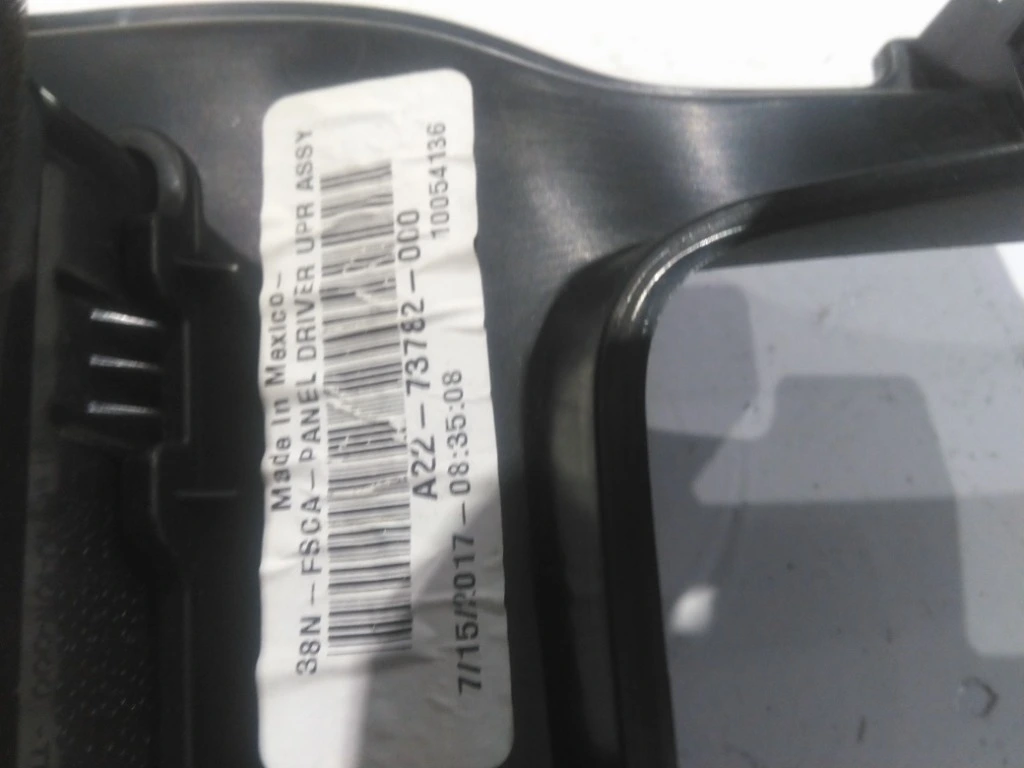 Made In Mexico-
38N-FSCA-PANEL DRIVER UPR ASSY
A22-73782-000
7/15/2017-08:35:08
10054136